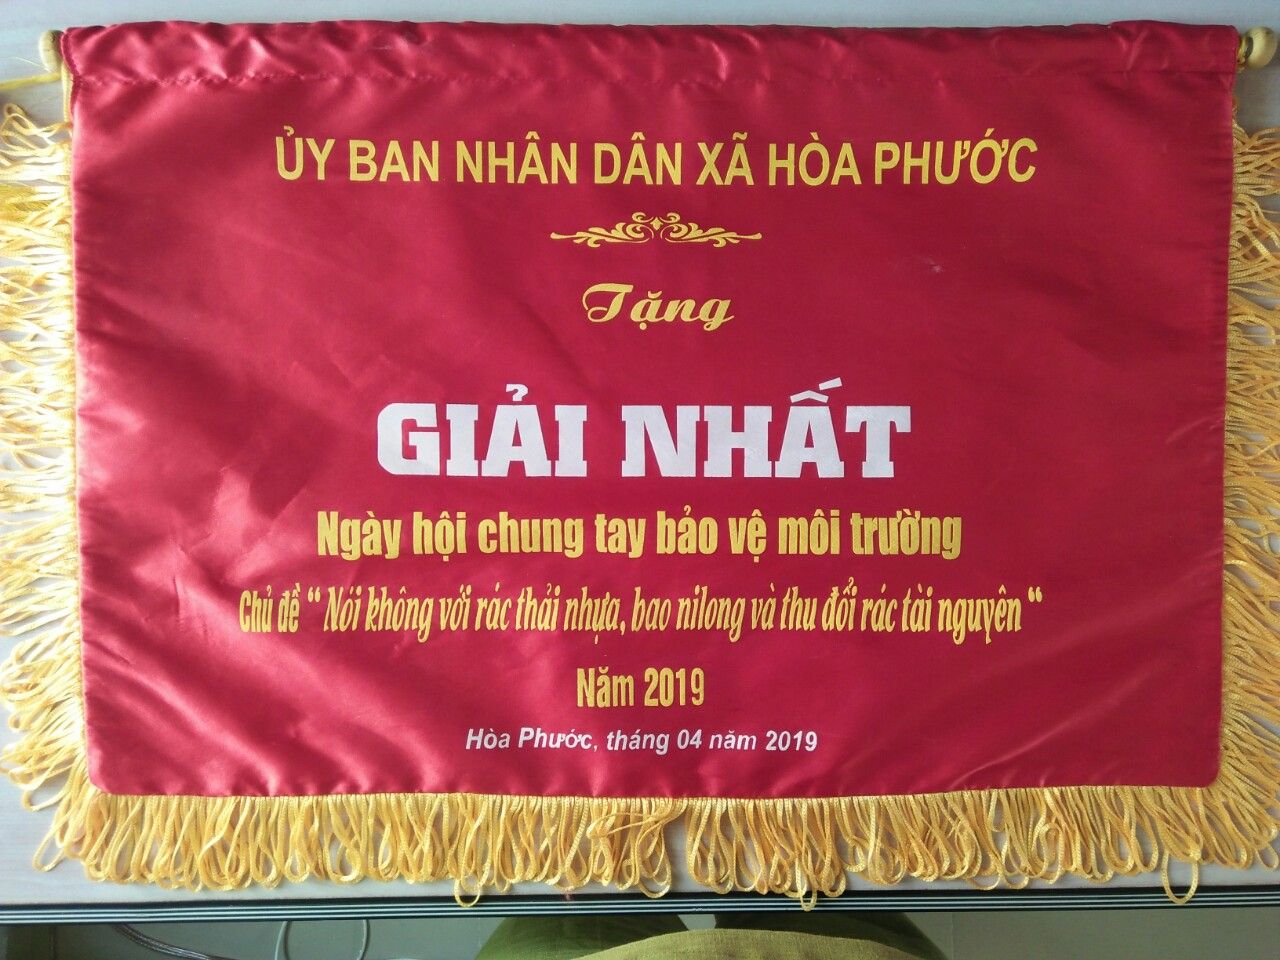 ỦY BAN NHÂN DÂN XÃ HÒA PHƯỚC
Tặng
GIẢI NHẤT
Ngày hội chung tay bảo vệ môi trường
Chủ đề “ Nói không với rác thải nhựa, bao nilong và thu đổi rác tài nguyên “
Năm 2019
Hòa Phước, tháng 04 năm 2019